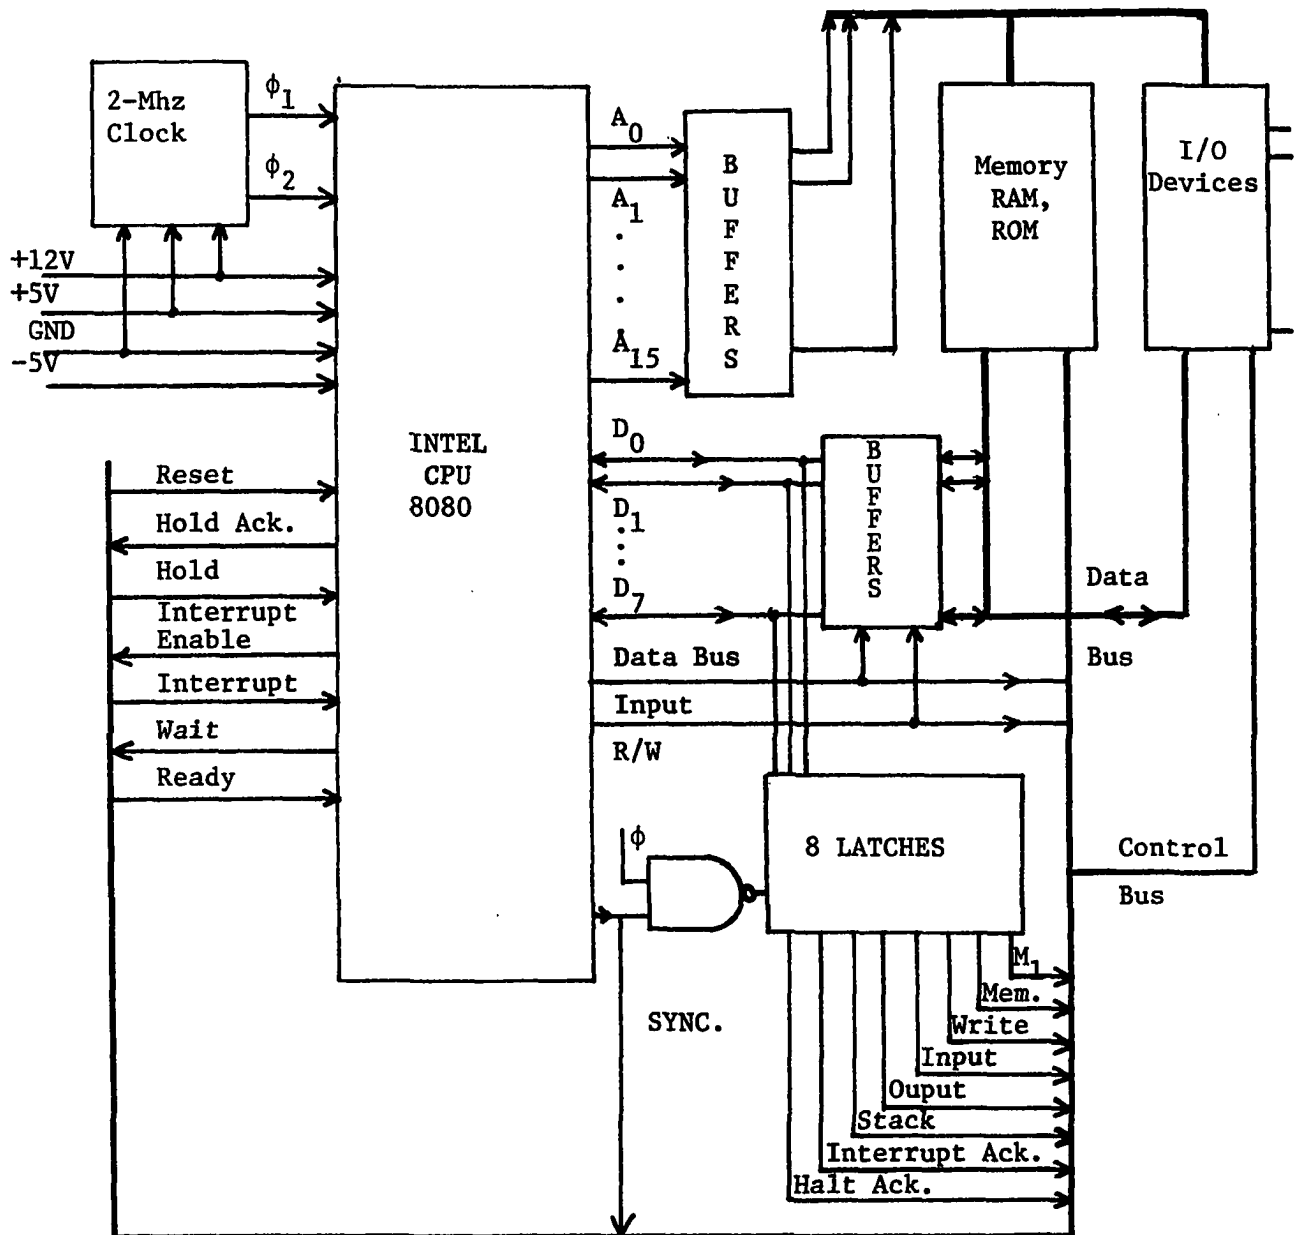 2-Mhz
Clock
ϕ1
ϕ2
+12V
+5V
GND
-5V
INTEL
CPU
8080
Reset
Hold Ack.
Hold
Interrupt
Enable
Interrupt
Wait
Ready
A0
A1
A15
BUFFERS
Memory
RAM,
ROM
I/O
Devices
D0
D1
D7
BUFFERS
Data Bus
Input
R/W
Data
Bus
ϕ
8 LATCHES
Control
Bus
SYNC.
M1
Mem.
Write
Input
Ouput
Stack
Interrupt Ack.
Halt Ack.